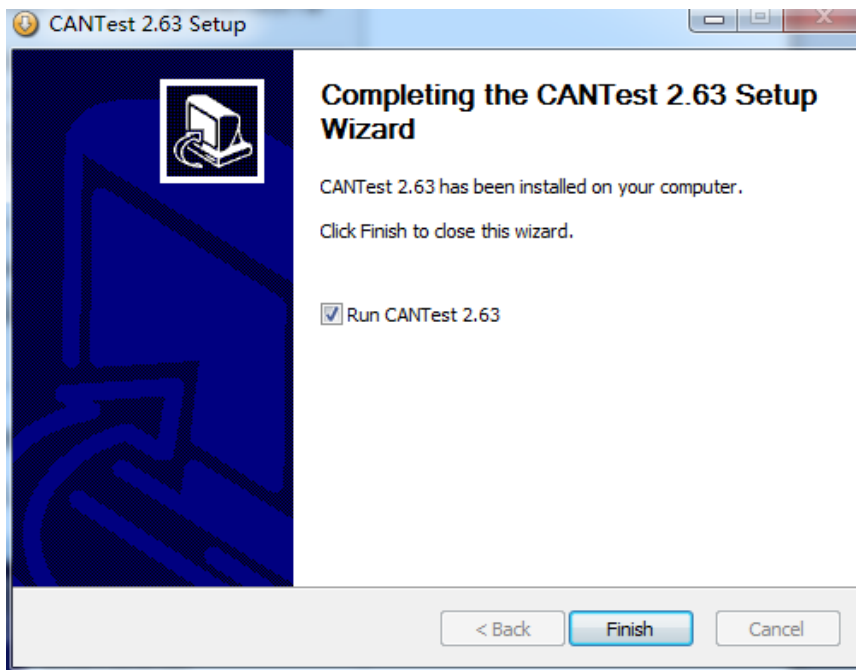 CANTest 2.63 Setup
Completing the CANTest 2.63 Setup
Wizard
CANTest 2.63 has been installed on your computer.
Click Finish to close this wizard.
Run CANTest 2.63
< Back
Finish
Cancel